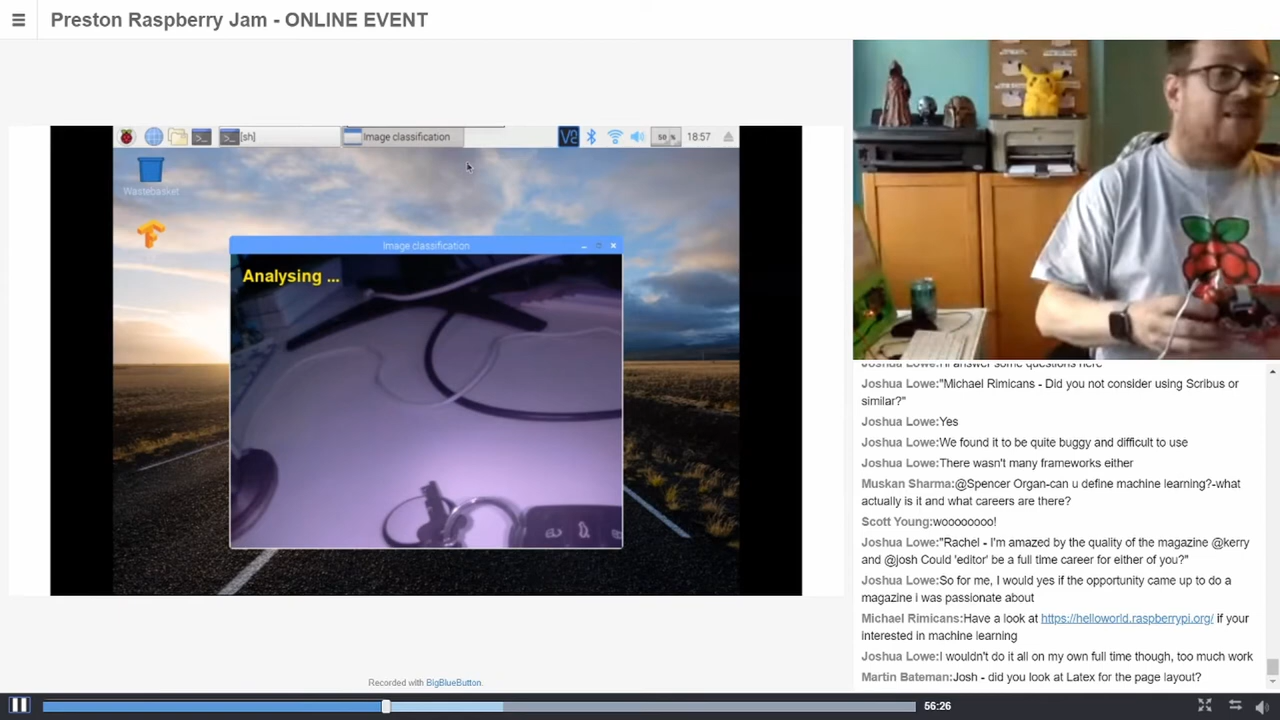 Preston Raspberry Jam - ONLINE EVENT
[sh]
Image classification
50 %
18:57
Wastebasket
Image classification
Analysing ...
Joshua Lowe:"Michael Rimicans - Did you not consider using Scribus or
similar?"
Joshua Lowe:Yes
Joshua Lowe:We found it to be quite buggy and difficult to use
Joshua Lowe:There wasn't many frameworks either
Muskan Sharma:@Spencer Organ-can u define machine learning?-what
actually is it and what careers are there?
Scott Young:woooooooo!
Joshua Lowe:"Rachel - I'm amazed by the quality of the magazine @kerry
and @josh Could 'editor' be a full time career for either of you?"
Joshua Lowe:So for me, I would yes if the opportunity came up to do a
magazine i was passionate about
Michael Rimicans:Have a look at https://helloworld.raspberrypi.org/ if your
interested in machine learning
Joshua Lowe:I wouldn't do it all on my own full time though, too much work
Martin Bateman:Josh - did you look at Latex for the page layout?
Recorded with BigBlueButton.
56:26